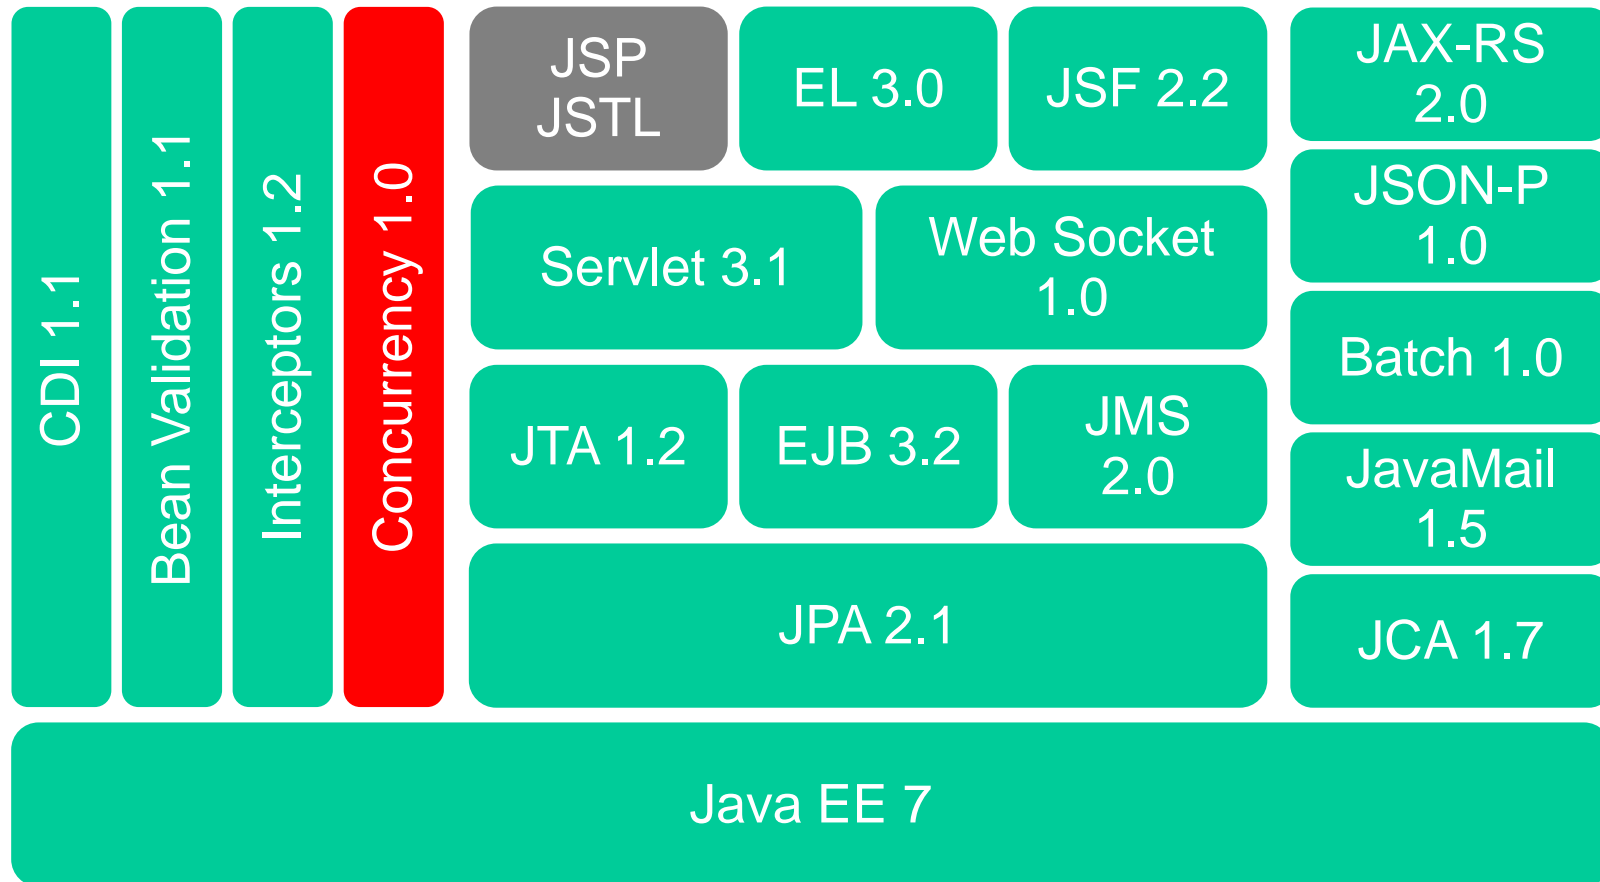 CDI 1.1
Bean Validation 1.1
Interceptors 1.2
Concurrency 1.0
JSP
JSTL
EL 3.0
JSF 2.2
Servlet 3.1
Web Socket
1.0
JTA 1.2
EJB 3.2
JMS
2.0
JPA 2.1
JAX-RS
2.0
JSON-P
1.0
Batch 1.0
JavaMail
1.5
JCA 1.7
Java EE 7